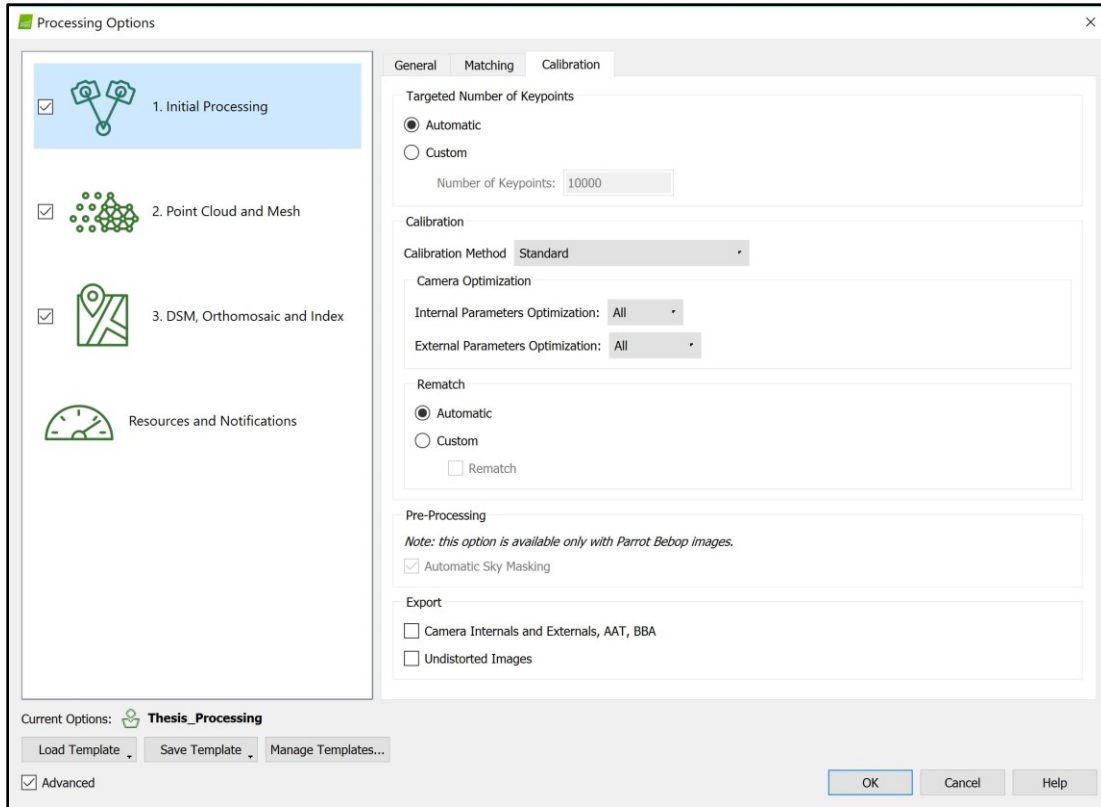 Processing Options
1. Initial Processing
2. Point Cloud and Mesh
3. DSM, Orthomosaic and Index
Resources and Notifications
General Matching Calibration
Targeted Number of Keypoints
Automatic
Custom
Number of Keypoints: 10000
Calibration
Calibration Method Standard
Camera Optimization
Internal Parameters Optimization: All
External Parameters Optimization: All
Rematch
Automatic
Custom
Rematch
Pre-Processing
Note: this option is available only with Parrot Bebop images.
Automatic Sky Masking
Export
Camera Internals and Externals, AAT, BBA
Undistorted Images
Current Options: Thesis_Processing
Load Template Save Template Manage Templates...
Advanced
OK Cancel Help